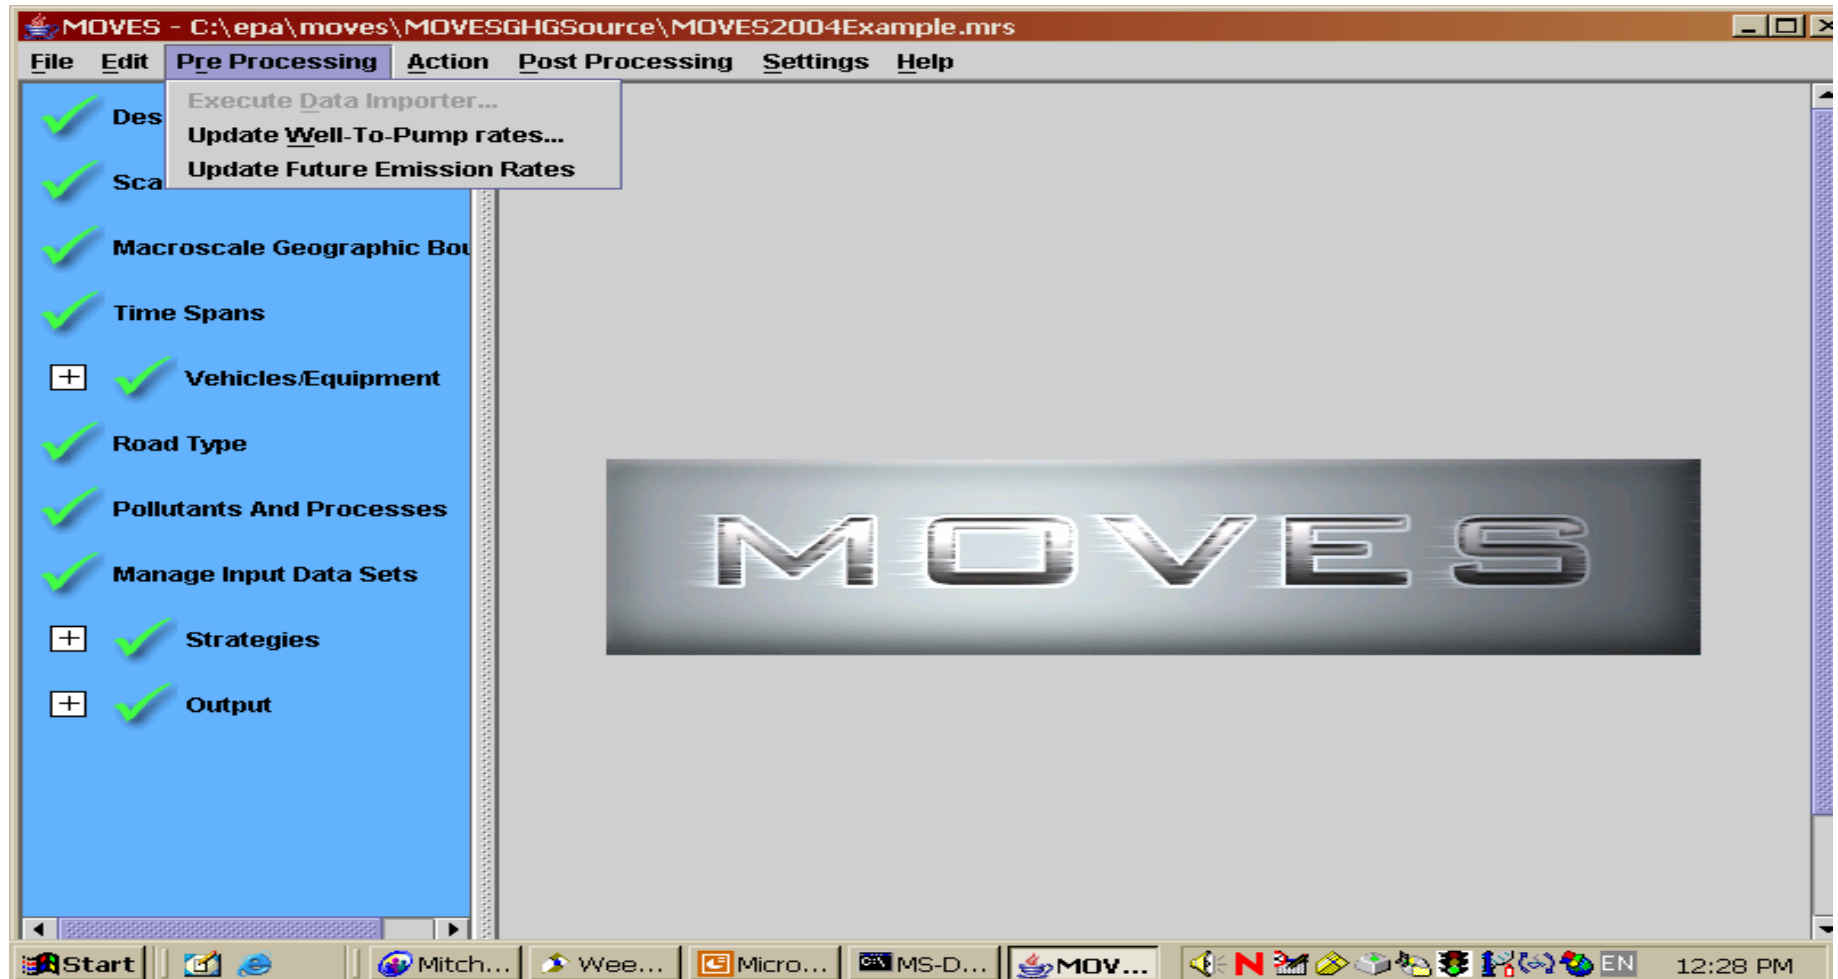 MOVES - C:\epa\moves\MOVESGHGSource\MOVES2004Example.mrs
File Edit Pre Processing Action Post Processing Settings Help
Execute Data Importer...
Update Well-To-Pump rates...
Update Future Emission Rates
Des
Sca
Macroscale Geographic Bou
Time Spans
Vehicles/Equipment
Road Type
Pollutants And Processes
Manage Input Data Sets
Strategies
Output
MOVES
Start Mitch... Wee... Micro... MS-D... MOV... N EN 12:28 PM